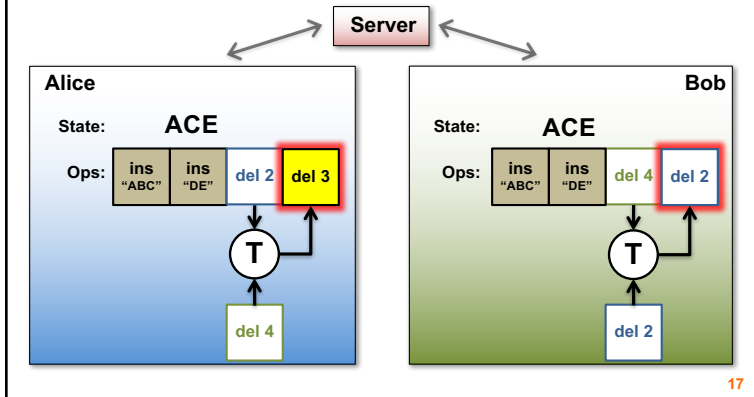 Server
Alice
State: ACE
Ops: ins "ABC" ins "DE" del 2 del 3
T
del 4
Bob
State: ACE
Ops: ins "ABC" ins "DE" del 4 del 2
T
del 2
17